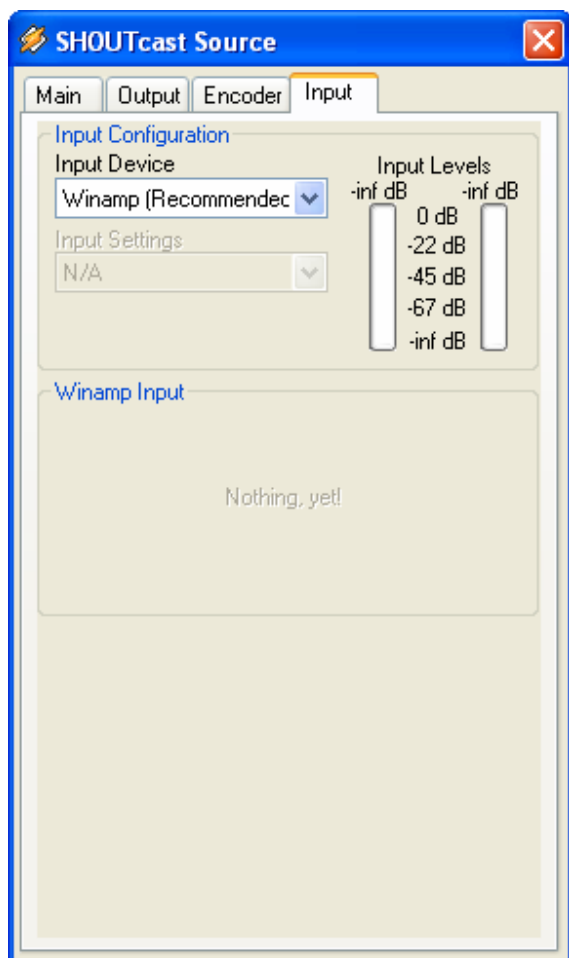 SHOUTcast Source
Main Output Encoder Input
Input Configuration
Input Device
Winamp (Recommendec
Input Settings
N/A
Input Levels
-inf dB -inf dB
0 dB
-22 dB
-45 dB
-67 dB
-inf dB
Winamp Input
Nothing, yet!